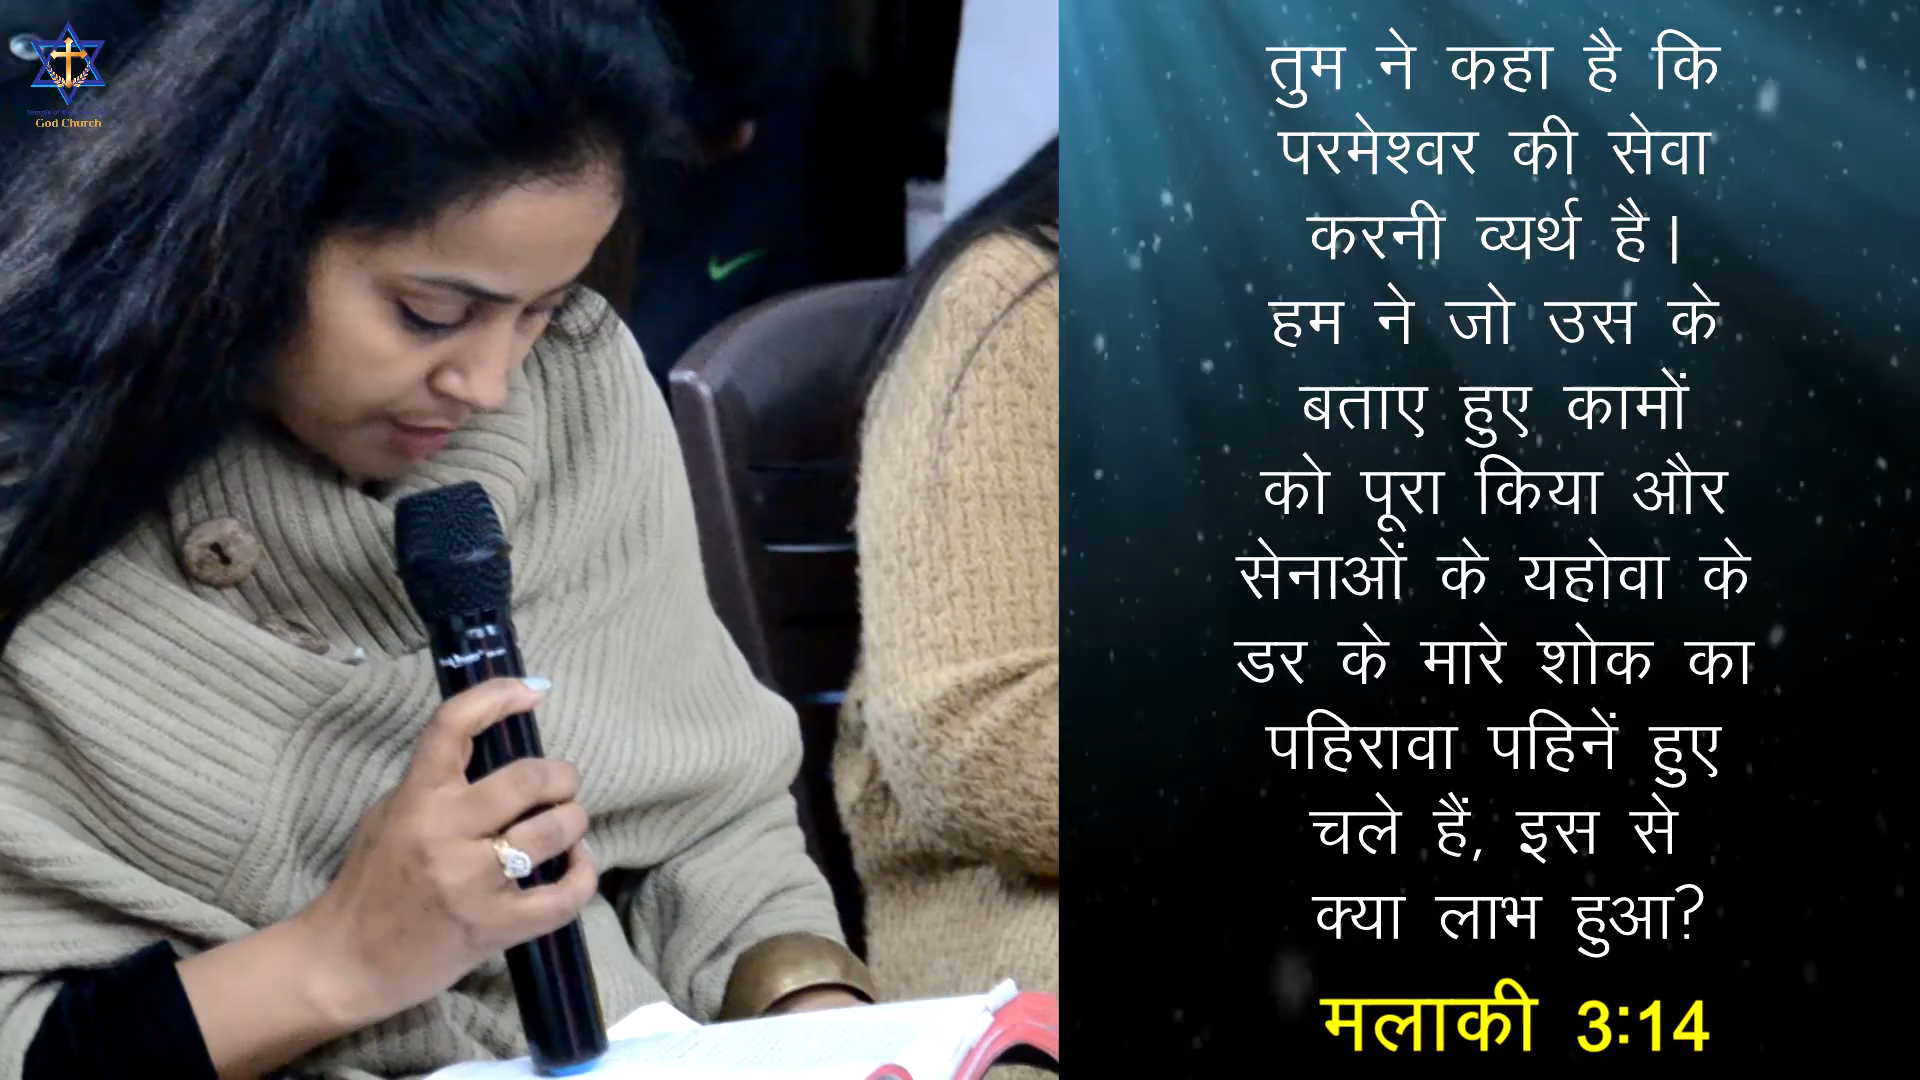 God Church
तुम ने कहा है कि
परमेश्वर की सेवा
करनी व्यर्थ है।
हम ने जो उस के
बताए हुए कामों
को पूरा किया और
सेनाओं के यहोवा के
डर के मारे शोक का
पहिरावा पहिनें हुए
चले हैं, इस से
क्या लाभ हुआ?
मलाकी 3:14